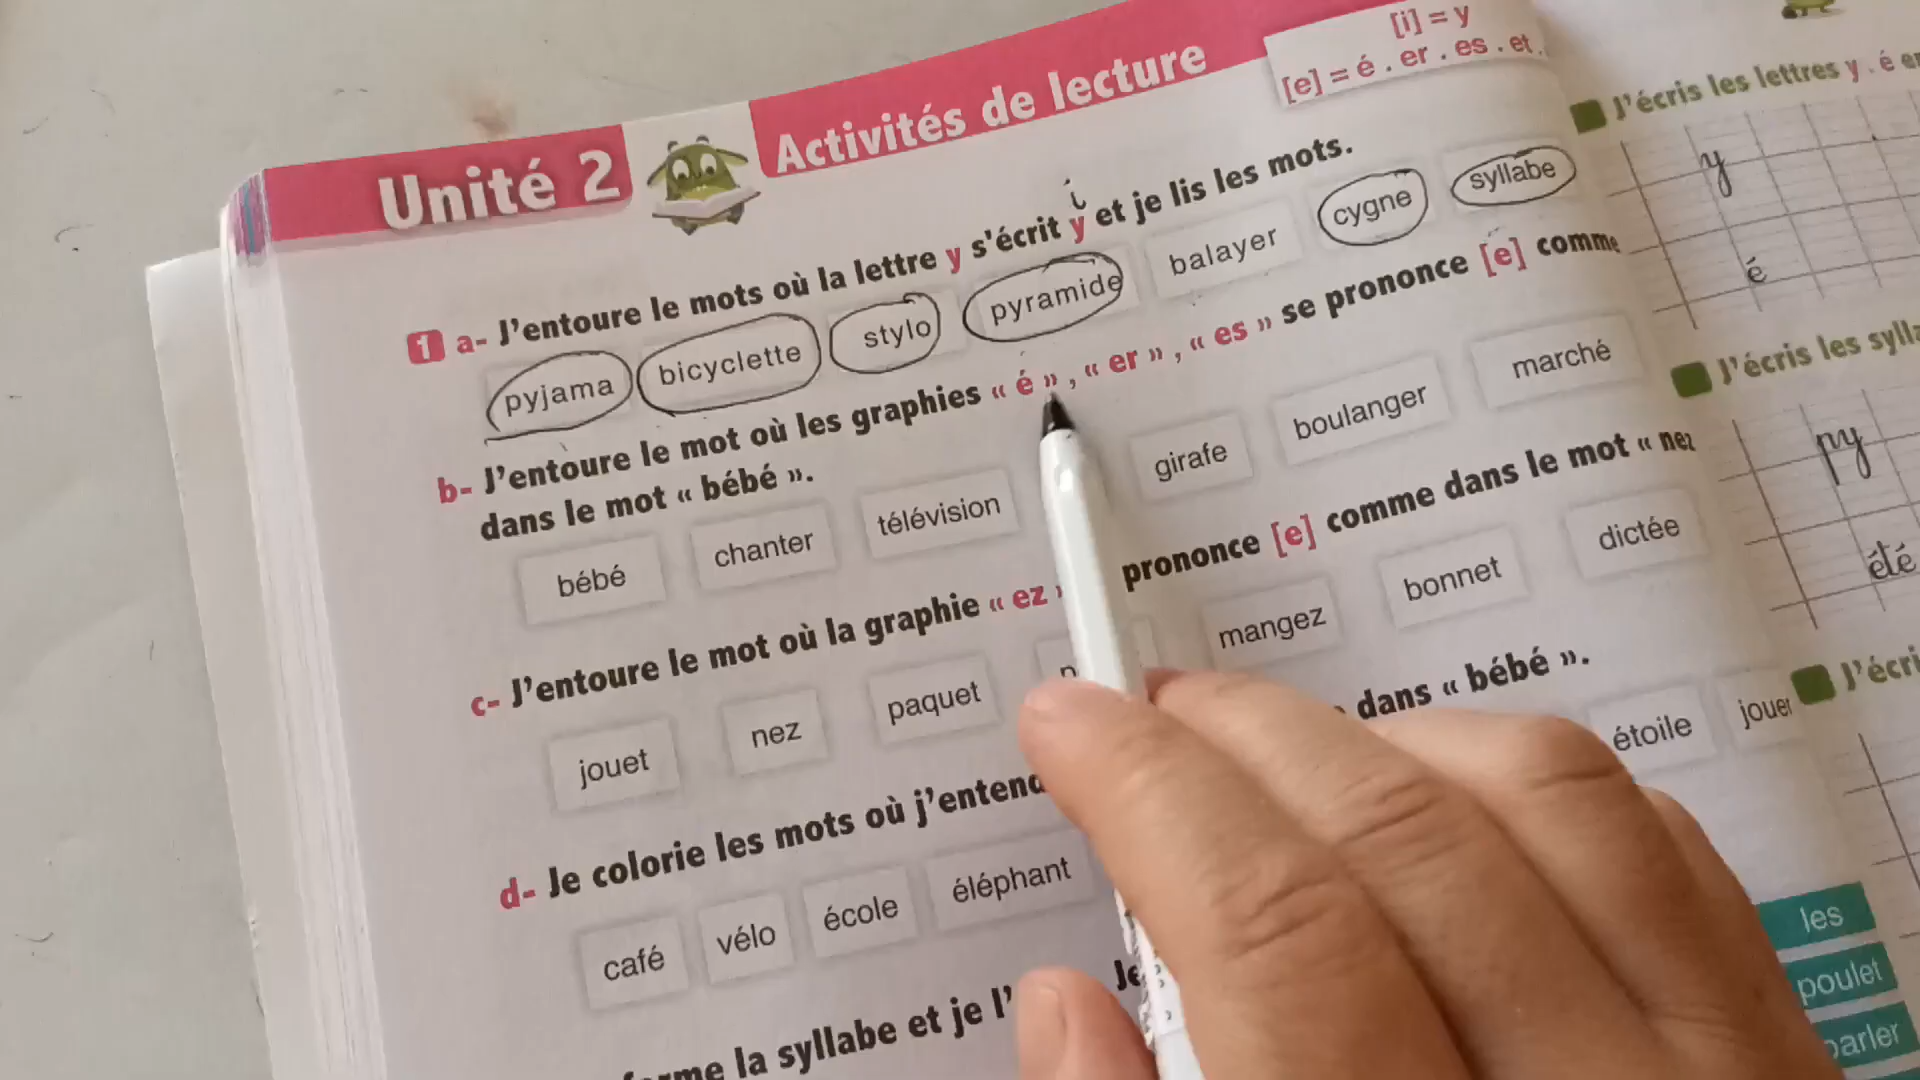 Unité 2
Activités de lecture
[i] = y
[e] = é . er . es . et .
i
1 a- J'entoure le mots où la lettre y s'écrit y et je lis les mots.
pyjama bicyclette stylo pyramide balayer cygne syllabe
b- J'entoure le mot où les graphies « é » , « er » , « es » se prononce [e] comme
dans le mot « bébé ».
bébé chanter télévision girafe boulanger marché
c- J'entoure le mot où la graphie « ez » prononce [e] comme dans le mot « nez
jouet nez paquet mangez bonnet dictée
d- Je colorie les mots où j'entend dans « bébé ».
café vélo école éléphant étoile jouer
la syllabe et je l' Je
J'écris les lettres y . é
y
é
J'écris les sylla
py
été
J'écri
les
poulet
parler